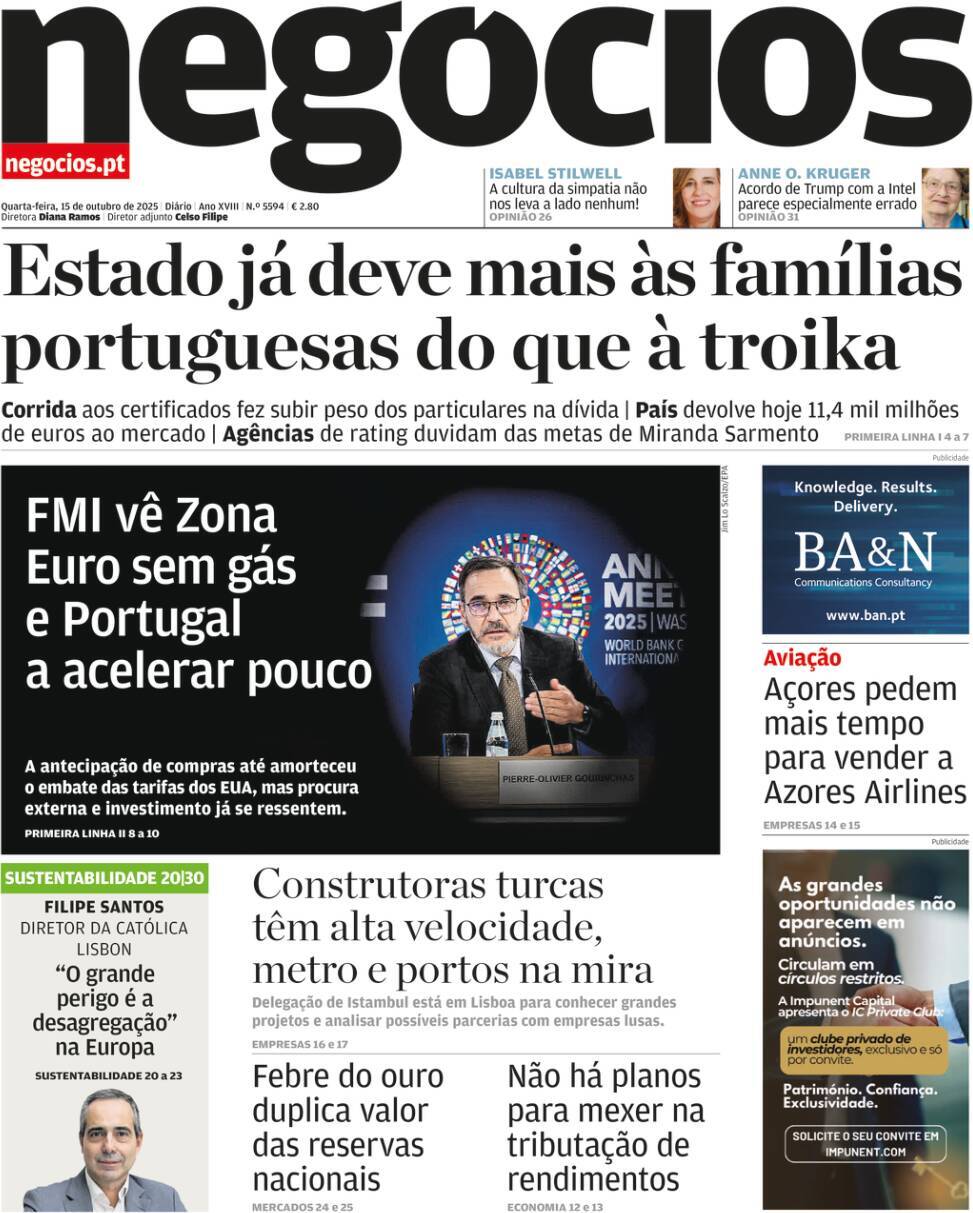 negócios
negocios.pt
Quarta-feira, 15 de outubro de 2025 | Diário | Ano XVIII | N.º 5594 | € 2.80
Diretora Diana Ramos | Diretor adjunto Celso Filipe
ISABEL STILWELL
A cultura da simpatia não
nos leva a lado nenhum!
OPINIÃO 26
ANNE O. KRUGER
Acordo de Trump com a Intel
parece especialmente errado
OPINIÃO 31
Estado já deve mais às famílias
portuguesas do que à troika
Corrida aos certificados fez subir peso dos particulares na dívida | País devolve hoje 11,4 mil milhões
de euros ao mercado | Agências de rating duvidam das metas de Miranda Sarmento
PRIMEIRA LINHA I 4 a 7
FMI vê Zona
Euro sem gás
e Portugal
a acelerar pouco
A antecipação de compras até amorteceu
o embate das tarifas dos EUA, mas procura
externa e investimento já se ressentem.
PRIMEIRA LINHA II 8 a 10
Jim Lo Scalzo/EPA
MEET
2025 | WAS
WORLD BANK G
INTERNATIONA
PIERRE-OLIVIER GOURINCHAS
Publicidade
Knowledge. Results.
Delivery.
BA&N
Communications Consultancy
www.ban.pt
Aviação
Açores pedem
mais tempo
para vender a
Azores Airlines
EMPRESAS 14 e 15
Publicidade
As grandes
oportunidades não
aparecem em
anúncios.
Circulam em
círculos restritos.
A Impunent Capital
apresenta o IC Private Club:
um clube privado de
investidores, exclusivo e só
por convite.
Património. Confiança.
Exclusividade.
SOLICITE O SEU CONVITE EM
IMPUNENT.COM
SUSTENTABILIDADE 20|30
FILIPE SANTOS
DIRETOR DA CATÓLICA
LISBON
“O grande
perigo é a
desagregação”
na Europa
SUSTENTABILIDADE 20 a 23
Construtoras turcas
têm alta velocidade,
metro e portos na mira
Delegação de Istambul está em Lisboa para conhecer grandes
projetos e analisar possíveis parcerias com empresas lusas.
EMPRESAS 16 e 17
Febre do ouro
duplica valor
das reservas
nacionais
MERCADOS 24 e 25
Não há planos
para mexer na
tributação de
rendimentos
ECONOMIA 12 e 13